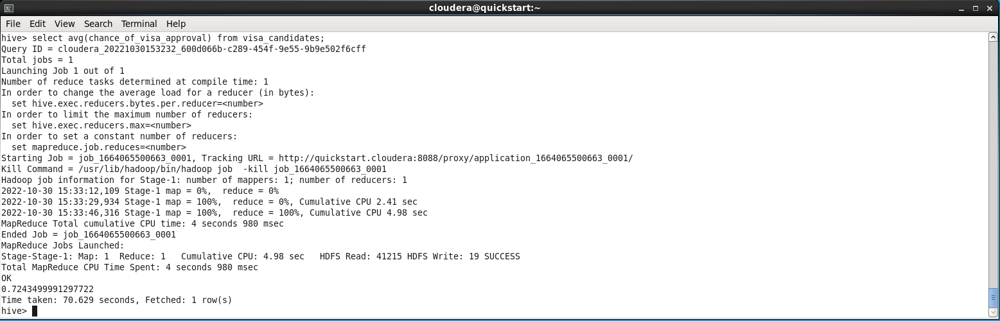 cloudera@quickstart:~
File Edit View Search Terminal Help
hive> select avg(chance_of_visa_approval) from visa_candidates;
Query ID = cloudera_20221030153232_600d066b-c289-454f-9e55-9b9e502f6cff
Total jobs = 1
Launching Job 1 out of 1
Number of reduce tasks determined at compile time: 1
In order to change the average load for a reducer (in bytes):
  set hive.exec.reducers.bytes.per.reducer=<number>
In order to limit the maximum number of reducers:
  set hive.exec.reducers.max=<number>
In order to set a constant number of reducers:
  set mapreduce.job.reduces=<number>
Starting Job = job_1664065500663_0001, Tracking URL = http://quickstart.cloudera:8088/proxy/application_1664065500663_0001/
Kill Command = /usr/lib/hadoop/bin/hadoop job  -kill job_1664065500663_0001
Hadoop job information for Stage-1: number of mappers: 1; number of reducers: 1
2022-10-30 15:33:12,109 Stage-1 map = 0%,  reduce = 0%
2022-10-30 15:33:29,934 Stage-1 map = 100%,  reduce = 0%, Cumulative CPU 2.41 sec
2022-10-30 15:33:46,316 Stage-1 map = 100%,  reduce = 100%, Cumulative CPU 4.98 sec
MapReduce Total cumulative CPU time: 4 seconds 980 msec
Ended Job = job_1664065500663_0001
MapReduce Jobs Launched:
Stage-Stage-1: Map: 1  Reduce: 1   Cumulative CPU: 4.98 sec   HDFS Read: 41215 HDFS Write: 19 SUCCESS
Total MapReduce CPU Time Spent: 4 seconds 980 msec
OK
0.7243499991297722
Time taken: 70.629 seconds, Fetched: 1 row(s)
hive>